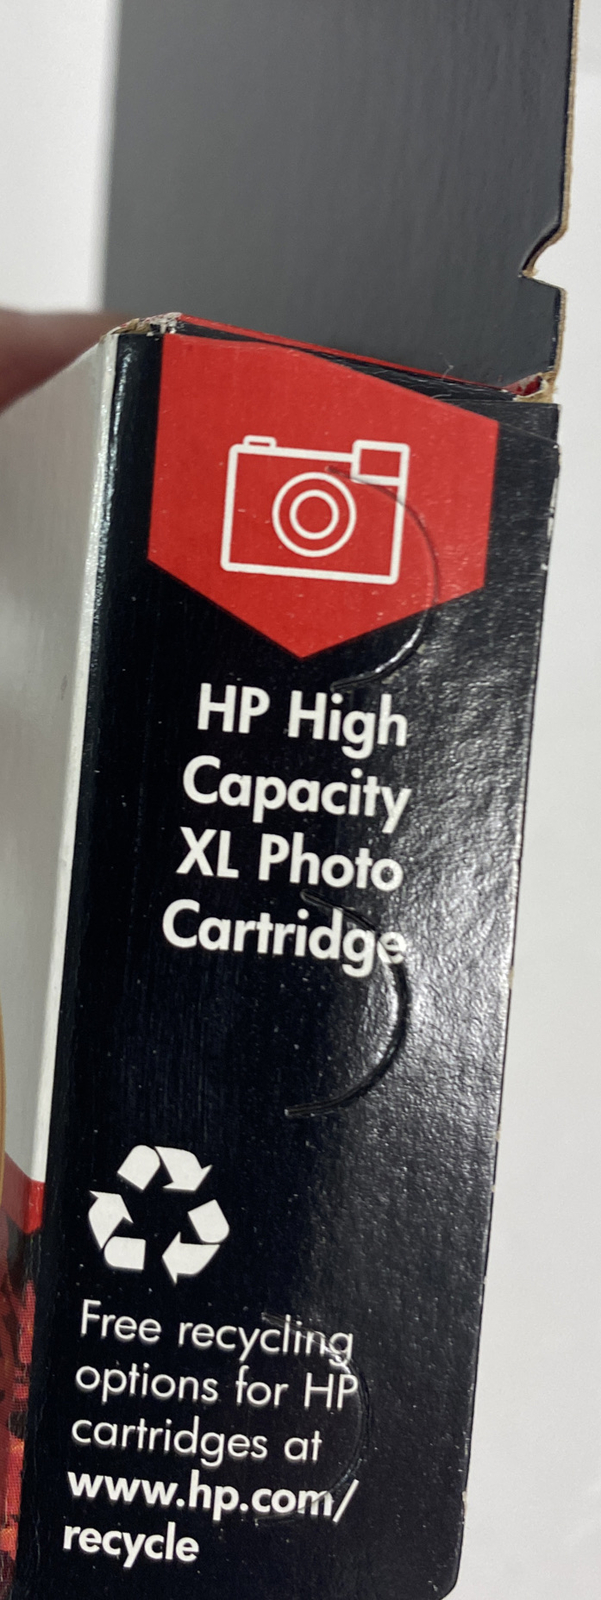 HP High
Capacity
XL Photo
Cartridge
Free recycling
options for HP
cartridges at
www.hp.com/
recycle